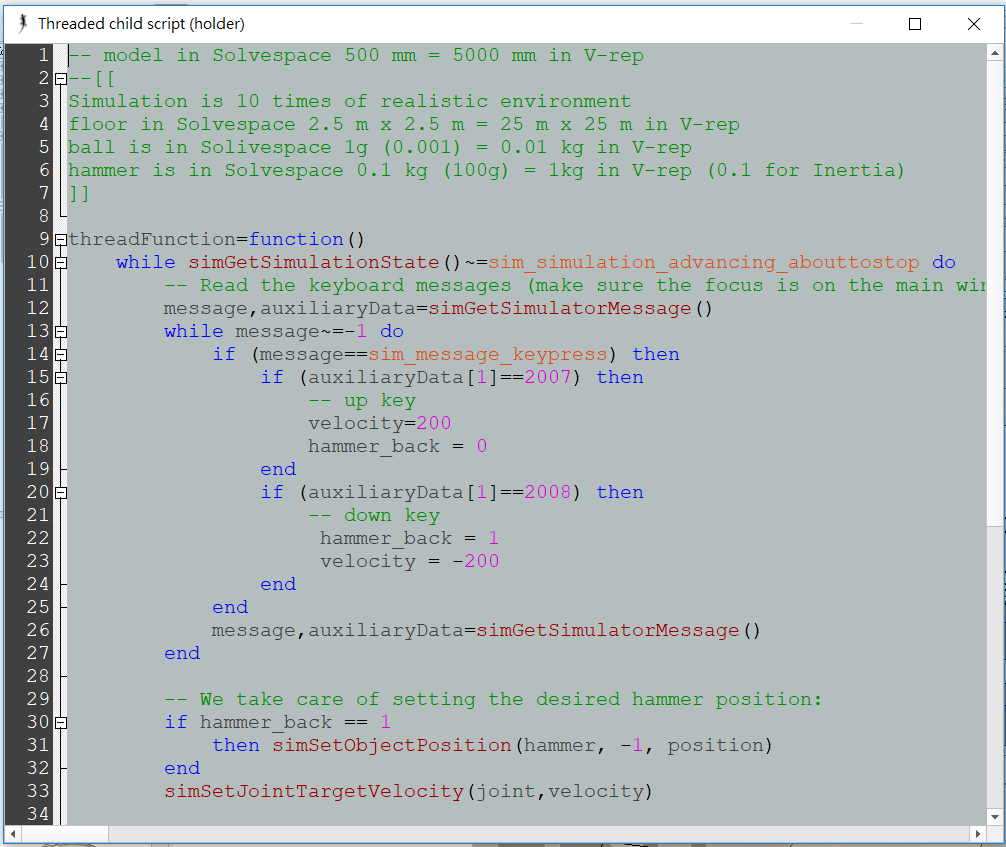 Threaded child script (holder)
1 -- model in Solvespace 500 mm = 5000 mm in V-rep
2 --[[
3 Simulation is 10 times of realistic environment
4 floor in Solvespace 2.5 m x 2.5 m = 25 m x 25 m in V-rep
5 ball is in Solivespace 1g (0.001) = 0.01 kg in V-rep
6 hammer is in Solvespace 0.1 kg (100g) = 1kg in V-rep (0.1 for Inertia)
7 ]]
8
9 threadFunction=function()
10     while simGetSimulationState()~=sim_simulation_advancing_abouttostop do
11         -- Read the keyboard messages (make sure the focus is on the main
12         message,auxiliaryData=simGetSimulatorMessage()
13         while message~=-1 do
14             if (message==sim_message_keypress) then
15                 if (auxiliaryData[1]==2007) then
16                     -- up key
17                     velocity=200
18                     hammer_back = 0
19                 end
20                 if (auxiliaryData[1]==2008) then
21                     -- down key
22                      hammer_back = 1
23                      velocity = -200
24                 end
25             end
26             message,auxiliaryData=simGetSimulatorMessage()
27         end
28
29         -- We take care of setting the desired hammer position:
30         if hammer_back == 1
31             then simSetObjectPosition(hammer, -1, position)
32         end
33         simSetJointTargetVelocity(joint,velocity)
34